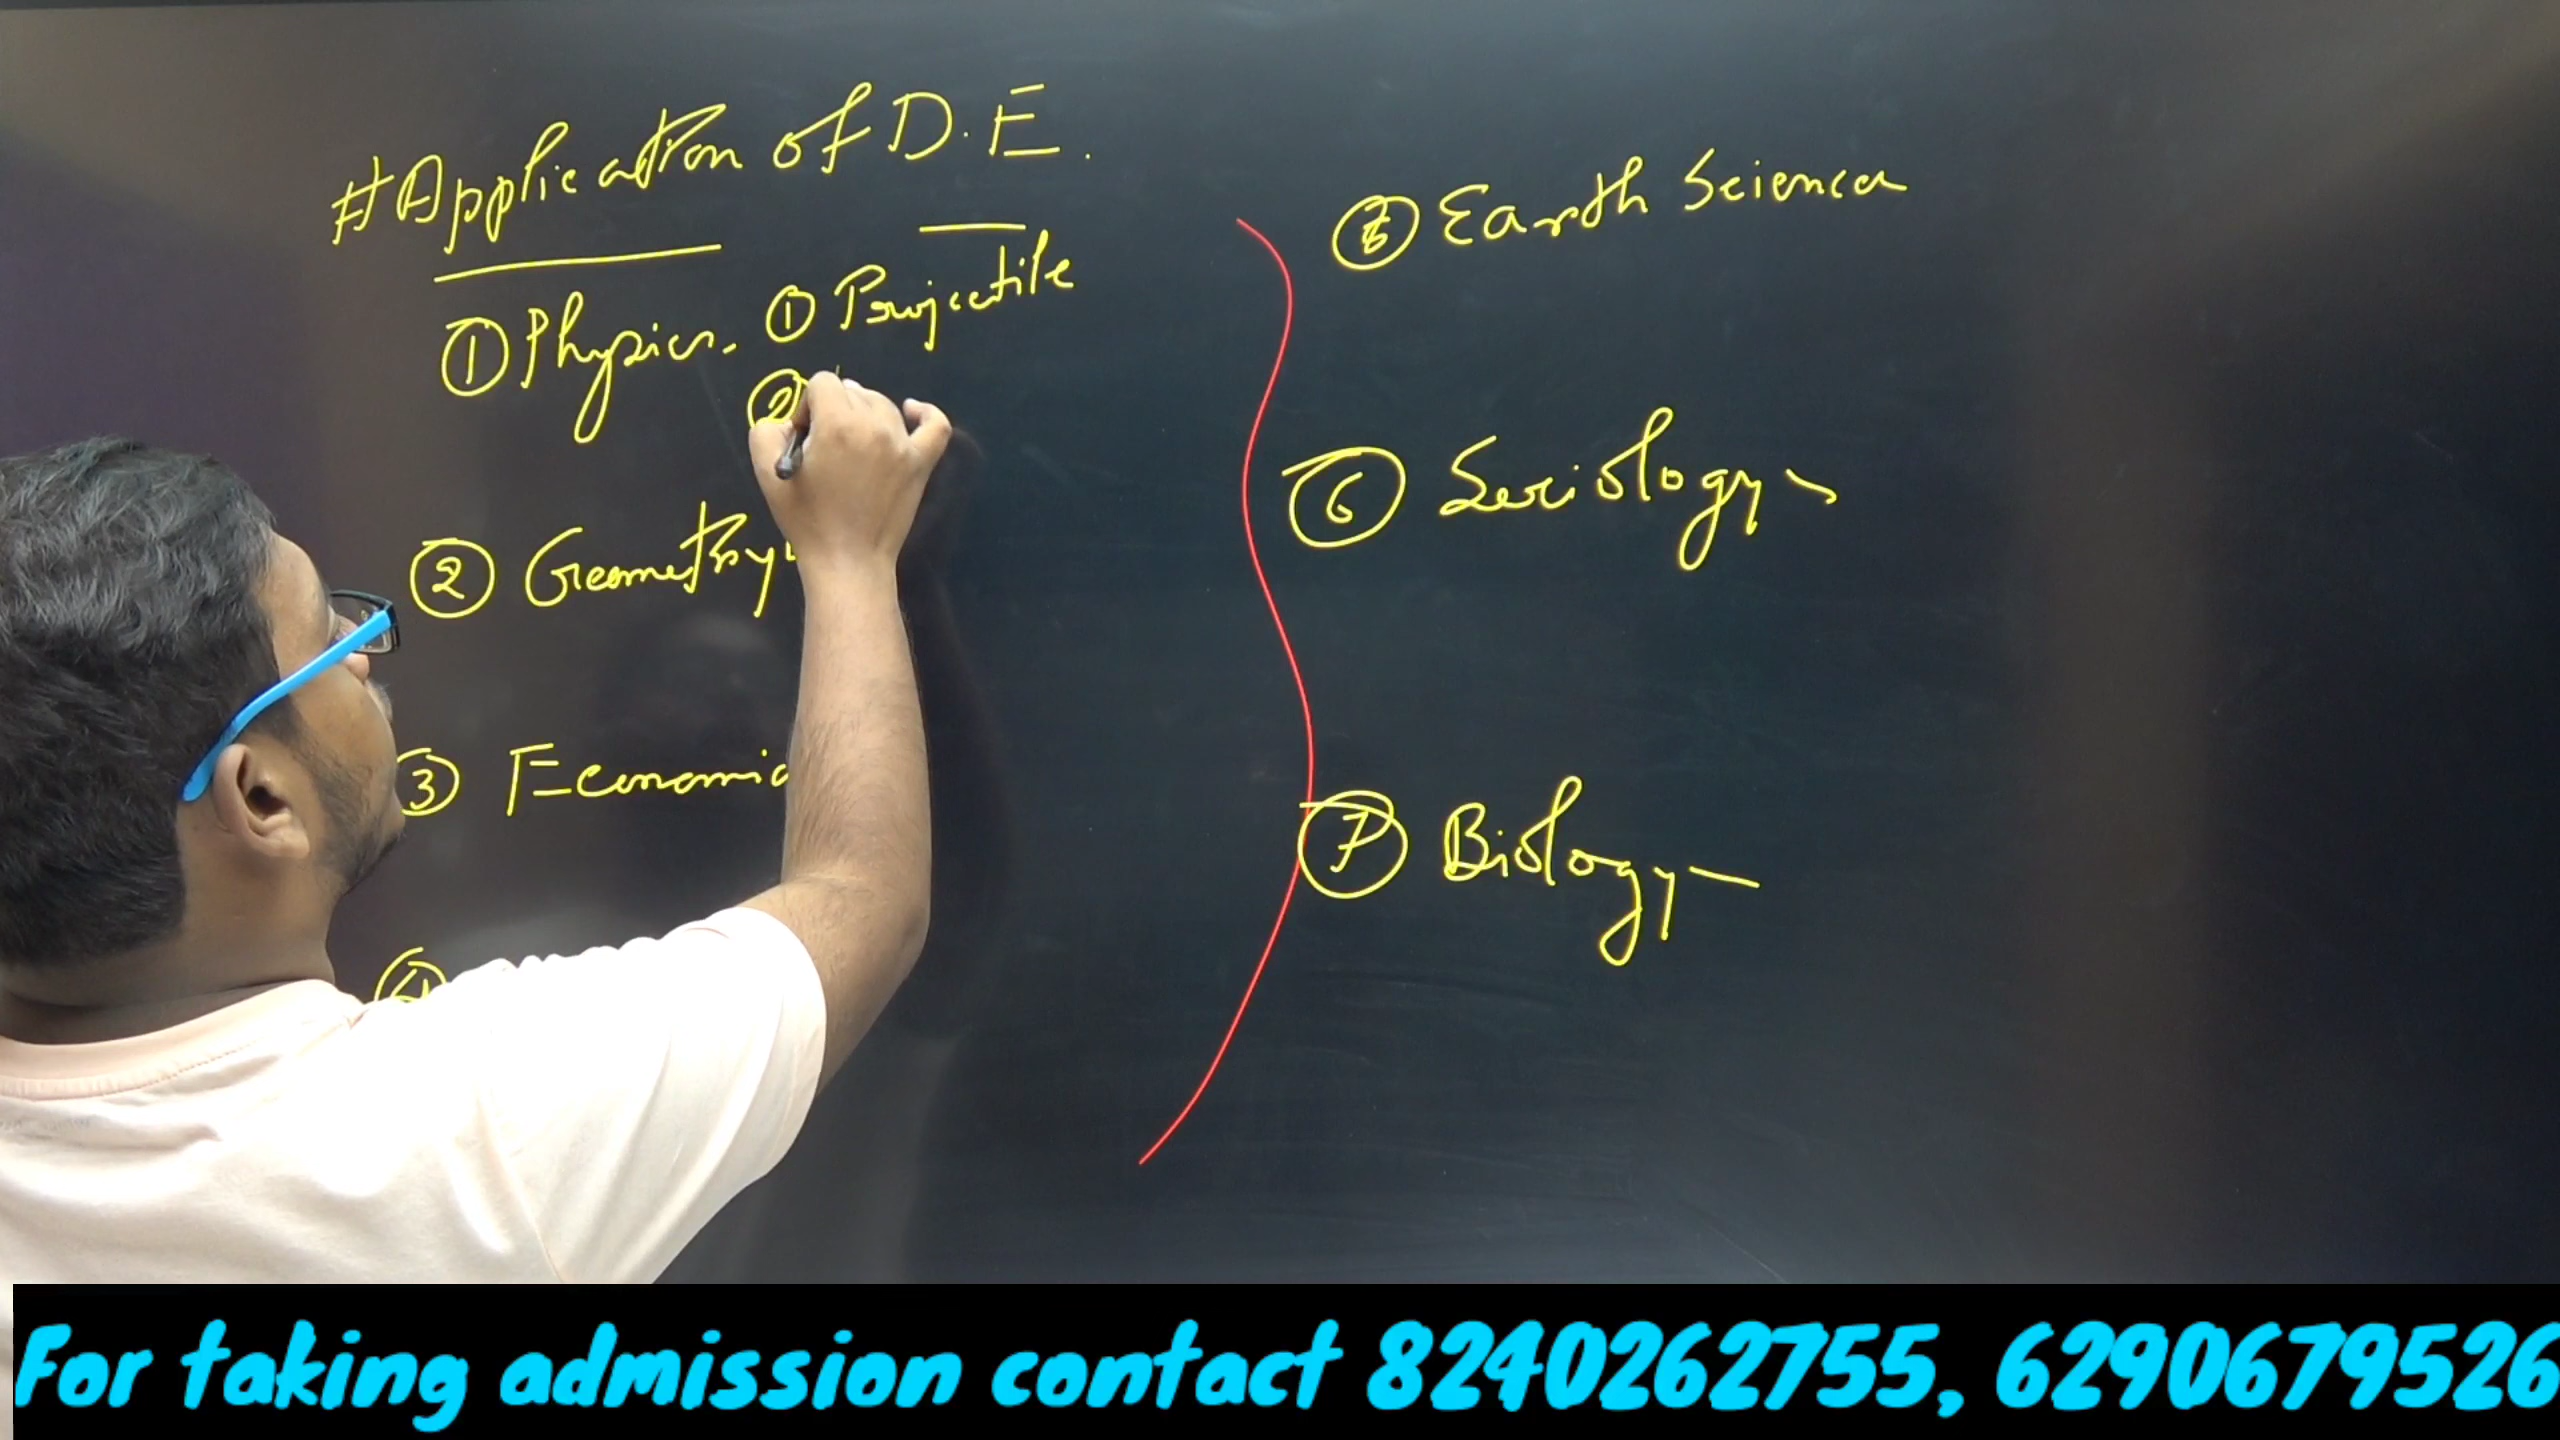 # Application of D.E.
① Physics - ① Projectile
②
② Geometry
③ Economic
④
⑤ Earth Science
⑥ Sociology -
⑦ Biology -
For taking admission contact 8240262755, 6290679526